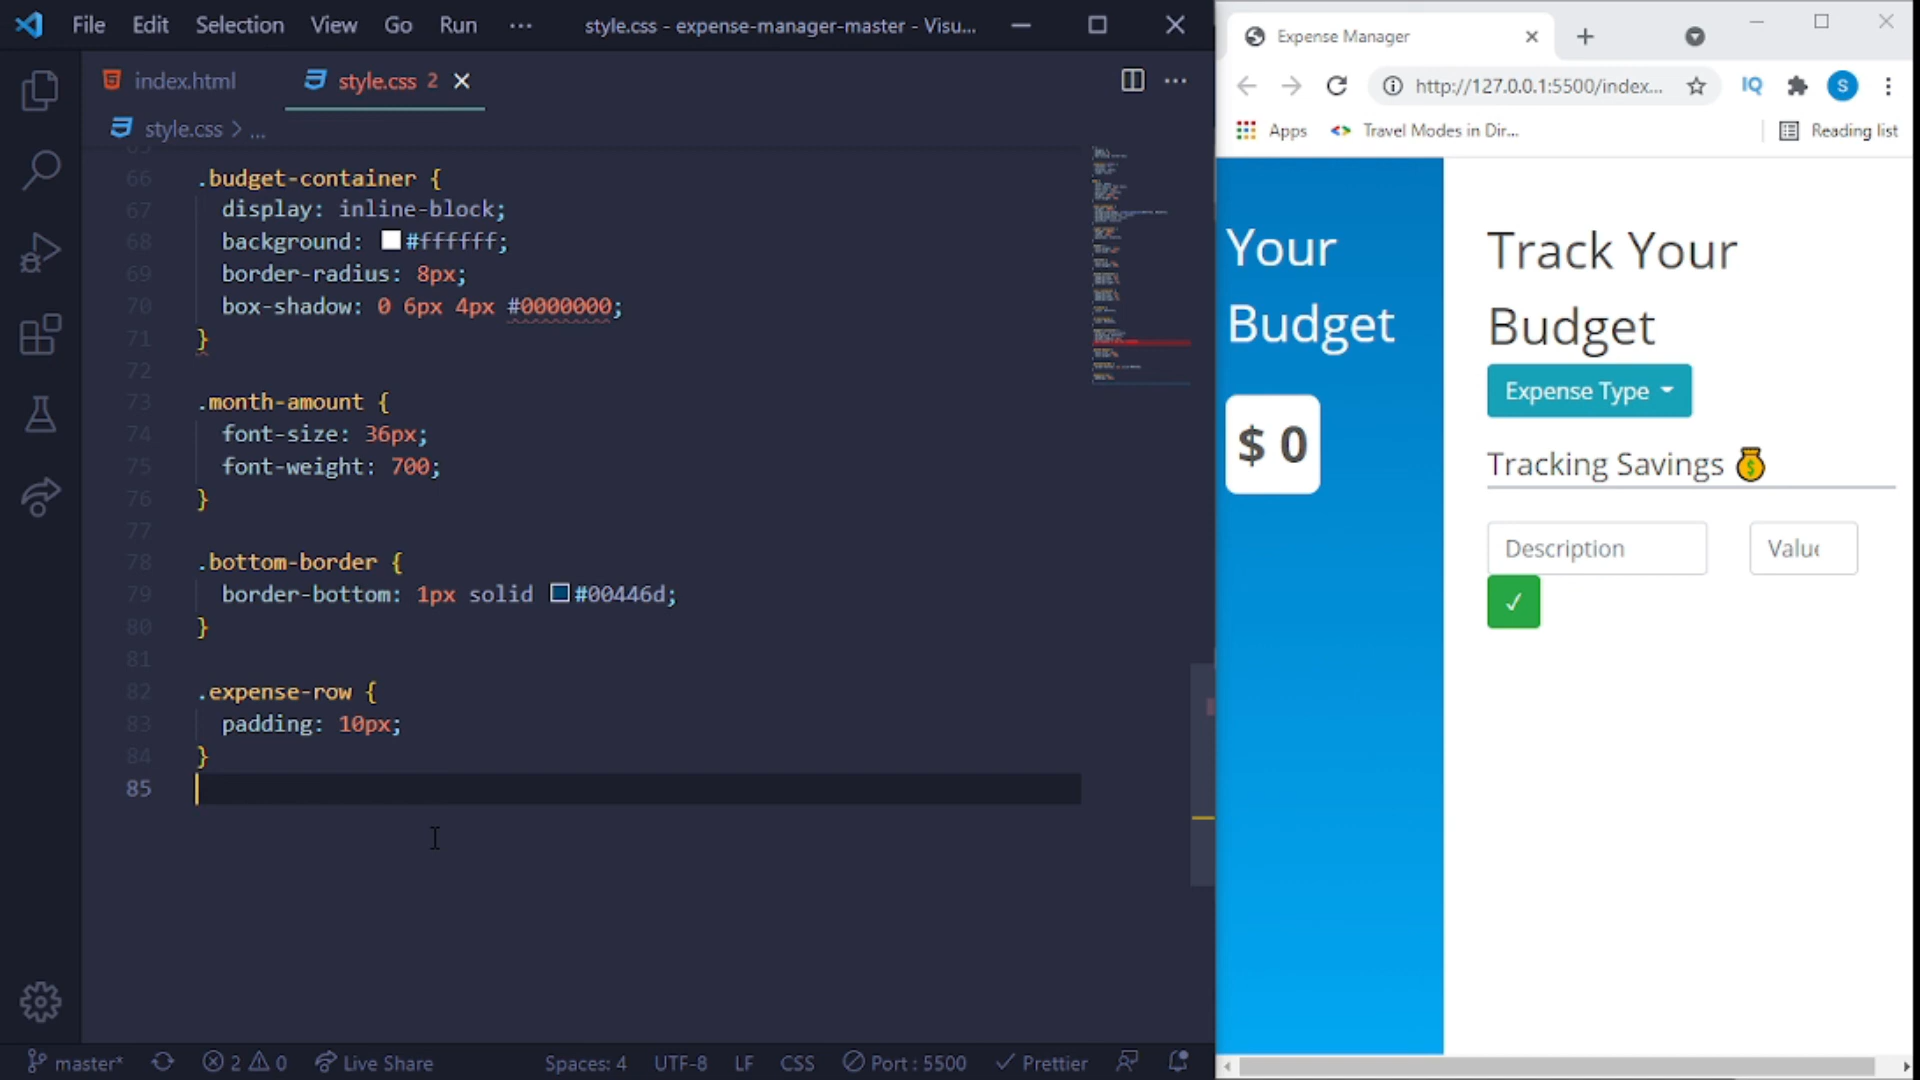 File Edit Selection View Go Run ··· style.css - expense-manager-master - Visu...
index.html style.css 2
style.css > ...
65
66 .budget-container {
67 display: inline-block;
68 background: #ffffff;
69 border-radius: 8px;
70 box-shadow: 0 6px 4px #0000000;
71 }
72
73 .month-amount {
74 font-size: 36px;
75 font-weight: 700;
76 }
77
78 .bottom-border {
79 border-bottom: 1px solid #00446d;
80 }
81
82 .expense-row {
83 padding: 10px;
84 }
85
master* 2 0 Live Share Spaces: 4 UTF-8 LF CSS Port : 5500 Prettier
Expense Manager
http://127.0.0.1:5500/index... IQ S
Apps Travel Modes in Dir... Reading list
Your
Budget
$ 0
Track Your
Budget
Expense Type
Tracking Savings 💰
Description Value
✓